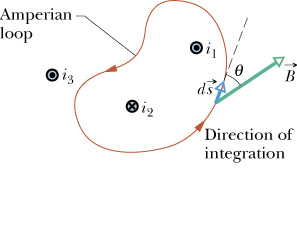 Amperian
loop
i₁
θ
i₃
ds⃗
B⃗
i₂
Direction of
integration